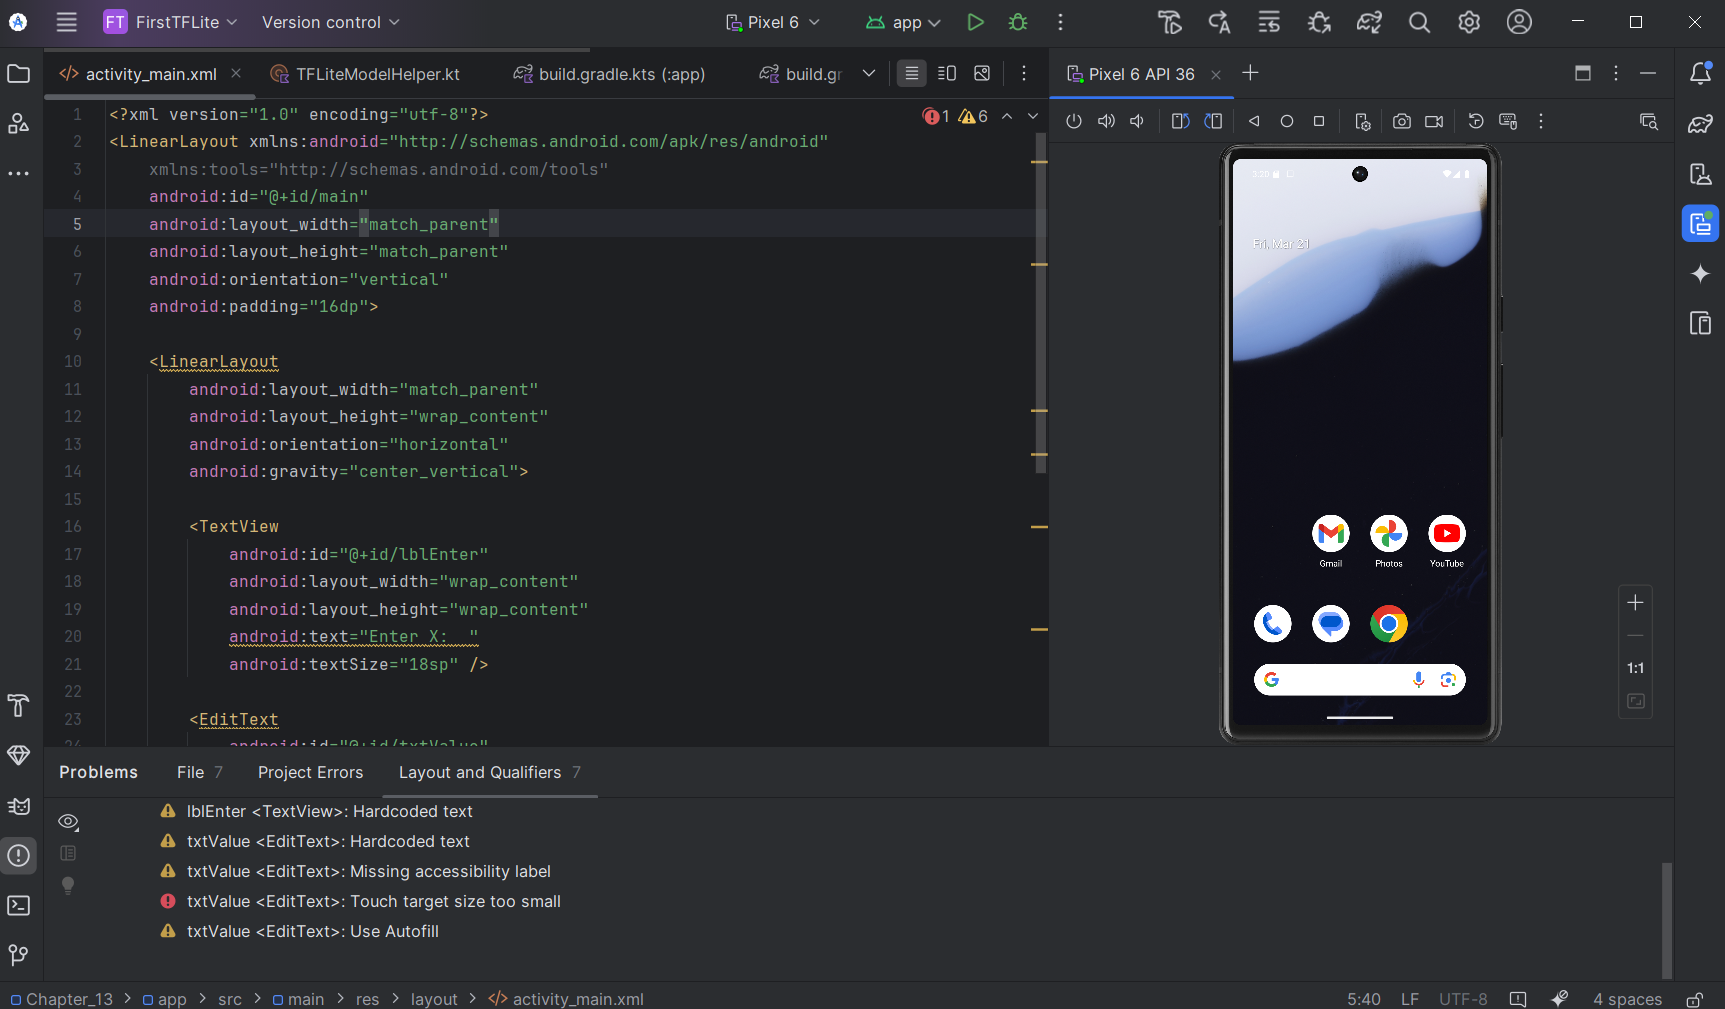 FT FirstTFLite Version control Pixel 6 app
activity_main.xml TFLiteModelHelper.kt build.gradle.kts (:app) build.gr
Pixel 6 API 36
1 <?xml version="1.0" encoding="utf-8"?> 1 6
2 <LinearLayout xmlns:android="http://schemas.android.com/apk/res/android"
3 xmlns:tools="http://schemas.android.com/tools"
4 android:id="@+id/main"
5 android:layout_width="match_parent"
6 android:layout_height="match_parent"
7 android:orientation="vertical"
8 android:padding="16dp">
9
10 <LinearLayout
11 android:layout_width="match_parent"
12 android:layout_height="wrap_content"
13 android:orientation="horizontal"
14 android:gravity="center_vertical">
15
16 <TextView
17 android:id="@+id/lblEnter"
18 android:layout_width="wrap_content"
19 android:layout_height="wrap_content"
20 android:text="Enter X:  "
21 android:textSize="18sp" />
22
23 <EditText
24 android:id="@+id/txtValue"
3:20
Fri, Mar 21
Gmail Photos YouTube
1:1
Problems File 7 Project Errors Layout and Qualifiers 7
lblEnter <TextView>: Hardcoded text
txtValue <EditText>: Hardcoded text
txtValue <EditText>: Missing accessibility label
txtValue <EditText>: Touch target size too small
txtValue <EditText>: Use Autofill
Chapter_13 > app > src > main > res > layout > activity_main.xml 5:40 LF UTF-8 4 spaces